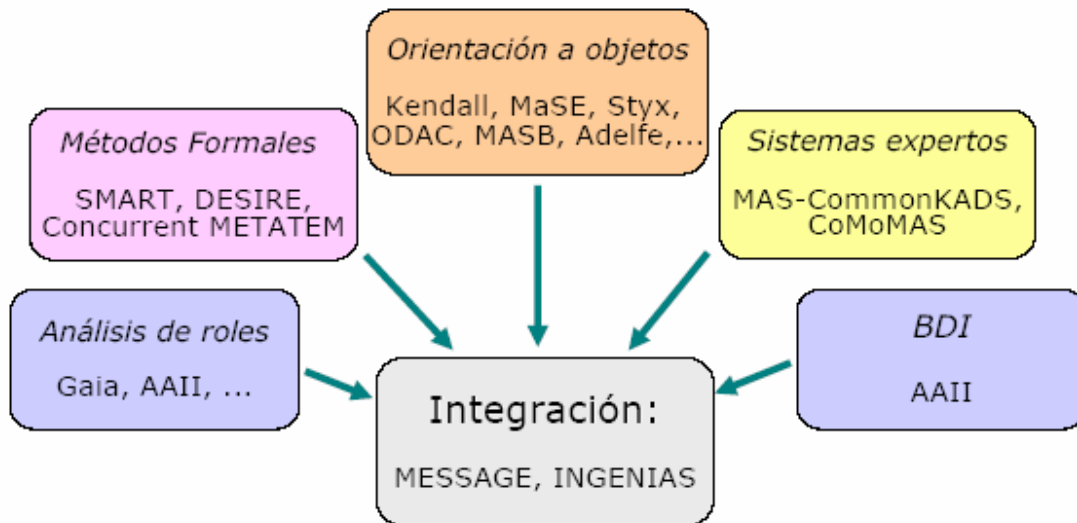 Orientación a objetos
Kendall, MaSE, Styx,
ODAC, MASB, Adelfe,...
Métodos Formales
SMART, DESIRE,
Concurrent METATEM
Sistemas expertos
MAS-CommonKADS,
CoMoMAS
Análisis de roles
Gaia, AAII, ...
BDI
AAII
Integración:
MESSAGE, INGENIAS